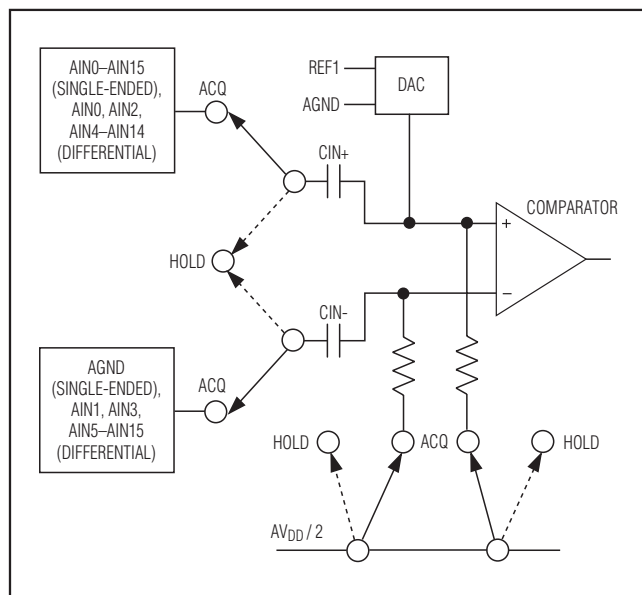 AIN0–AIN15
(SINGLE-ENDED),
AIN0, AIN2,
AIN4–AIN14
(DIFFERENTIAL)
ACQ
REF1
AGND
DAC
CIN+
COMPARATOR
+
HOLD
−
CIN-
AGND
(SINGLE-ENDED),
AIN1, AIN3,
AIN5–AIN15
(DIFFERENTIAL)
ACQ
HOLD
ACQ
HOLD
AVDD / 2